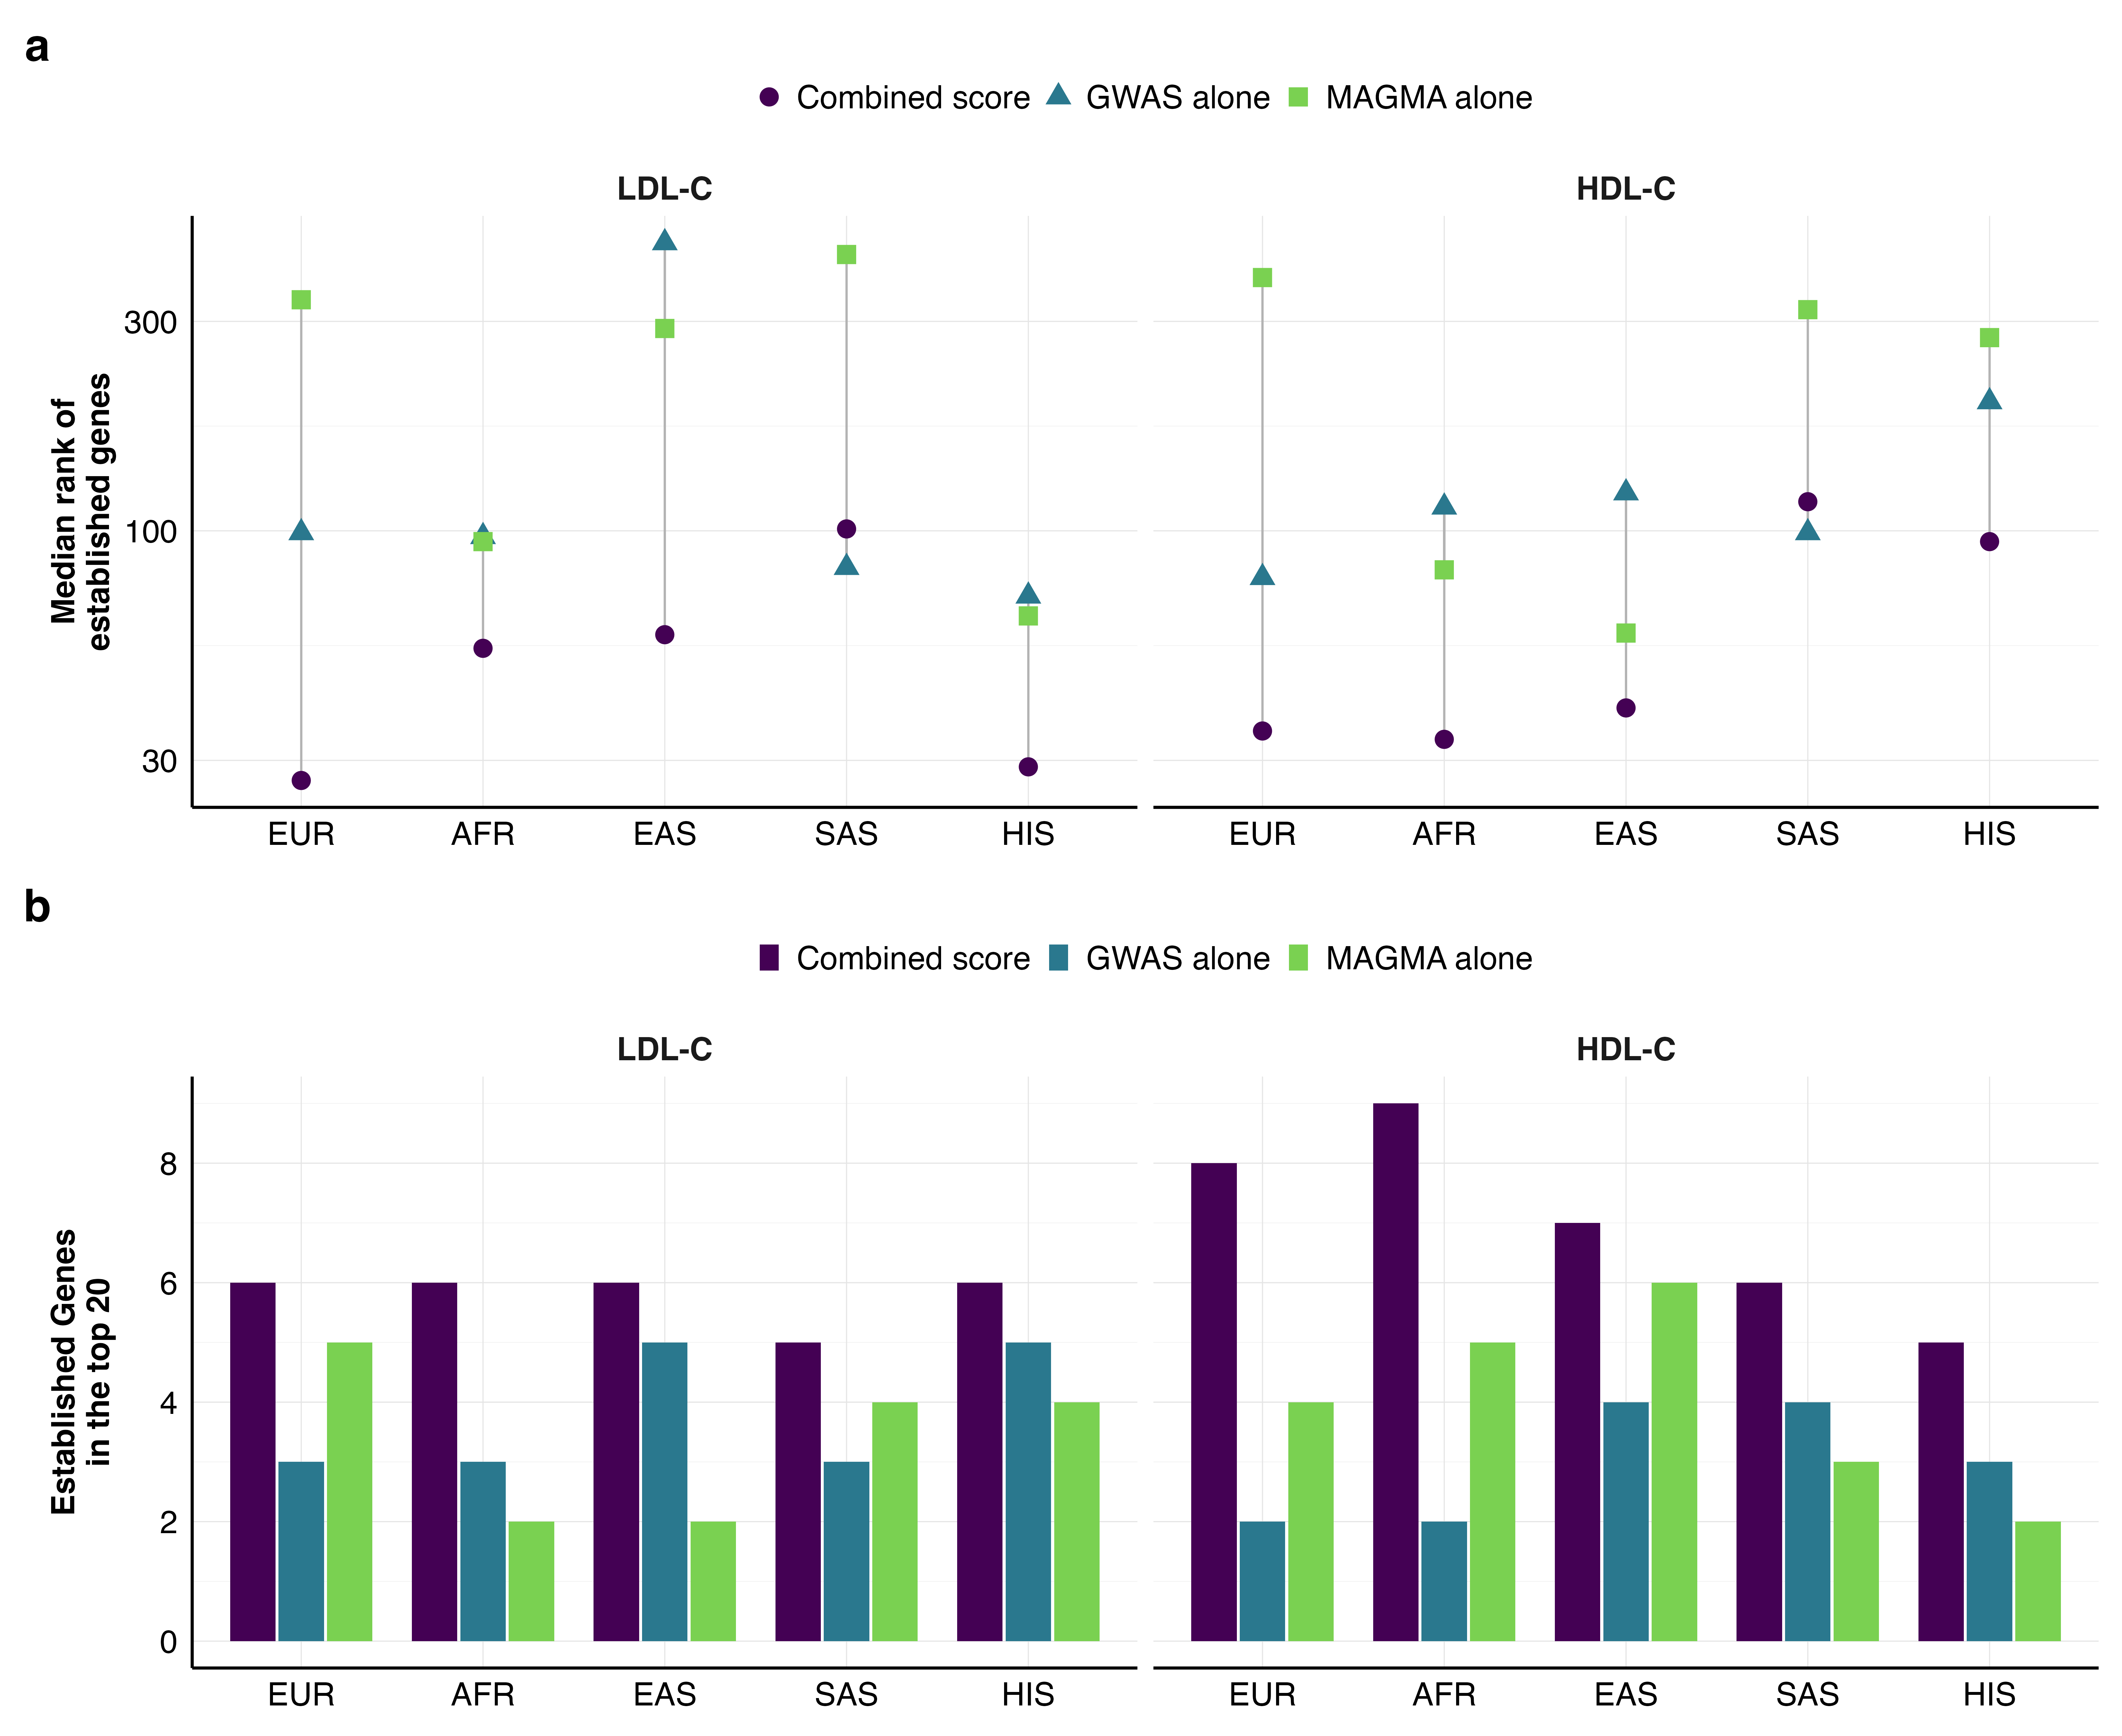 a
Combined score GWAS alone MAGMA alone
LDL-C HDL-C
Median rank of
established genes
300
100
30
EUR AFR EAS SAS HIS EUR AFR EAS SAS HIS
b
Combined score GWAS alone MAGMA alone
LDL-C HDL-C
Established Genes
in the top 20
8
6
4
2
0
EUR AFR EAS SAS HIS EUR AFR EAS SAS HIS